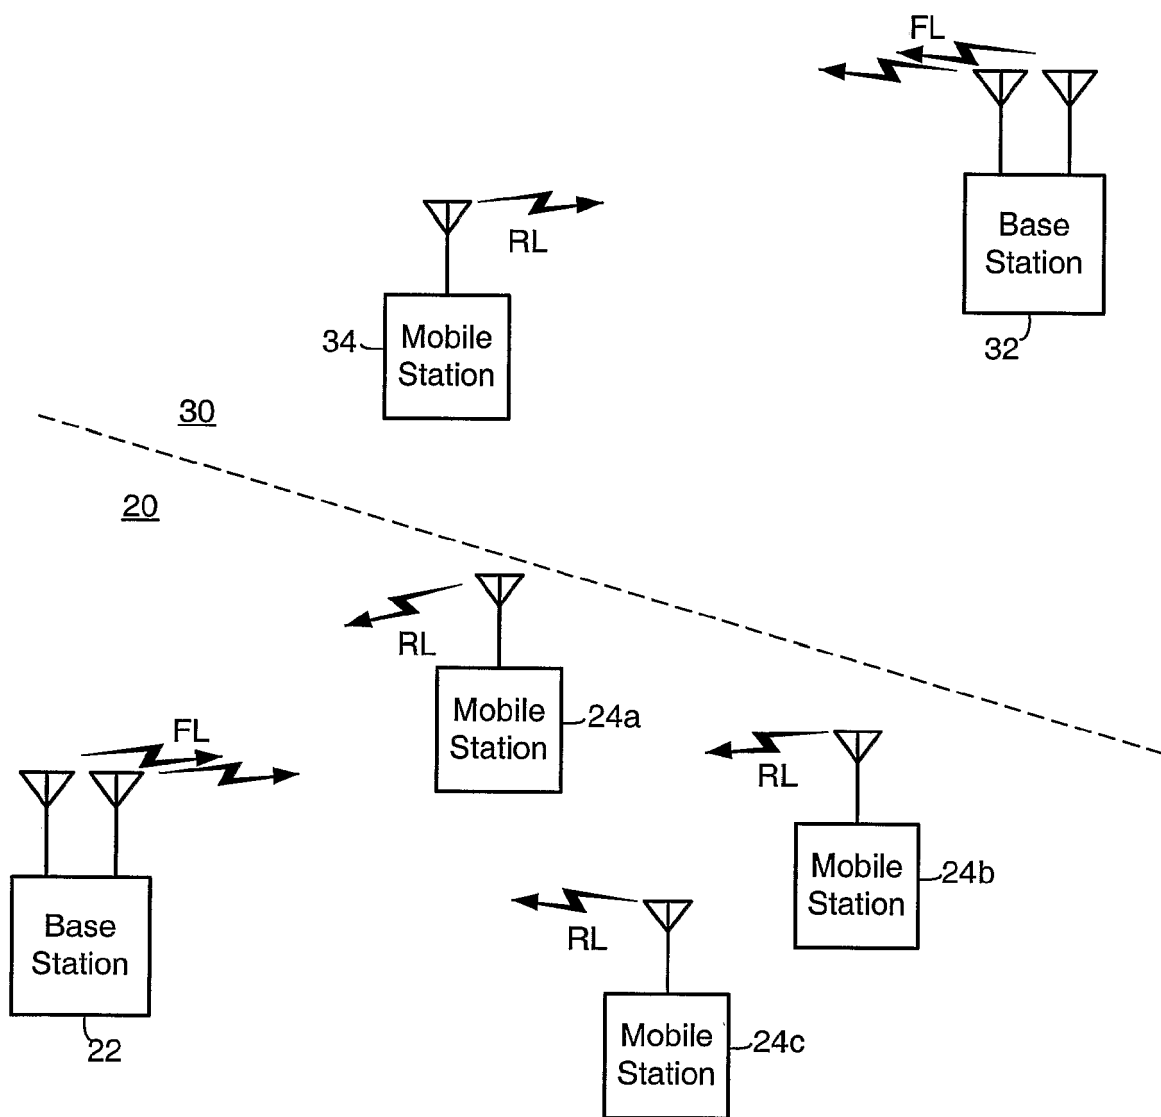 FL
Base
Station
32
RL
Mobile
Station
34
30
20
RL
Mobile
Station
24a
FL
Base
Station
22
RL
Mobile
Station
24b
RL
Mobile
Station
24c